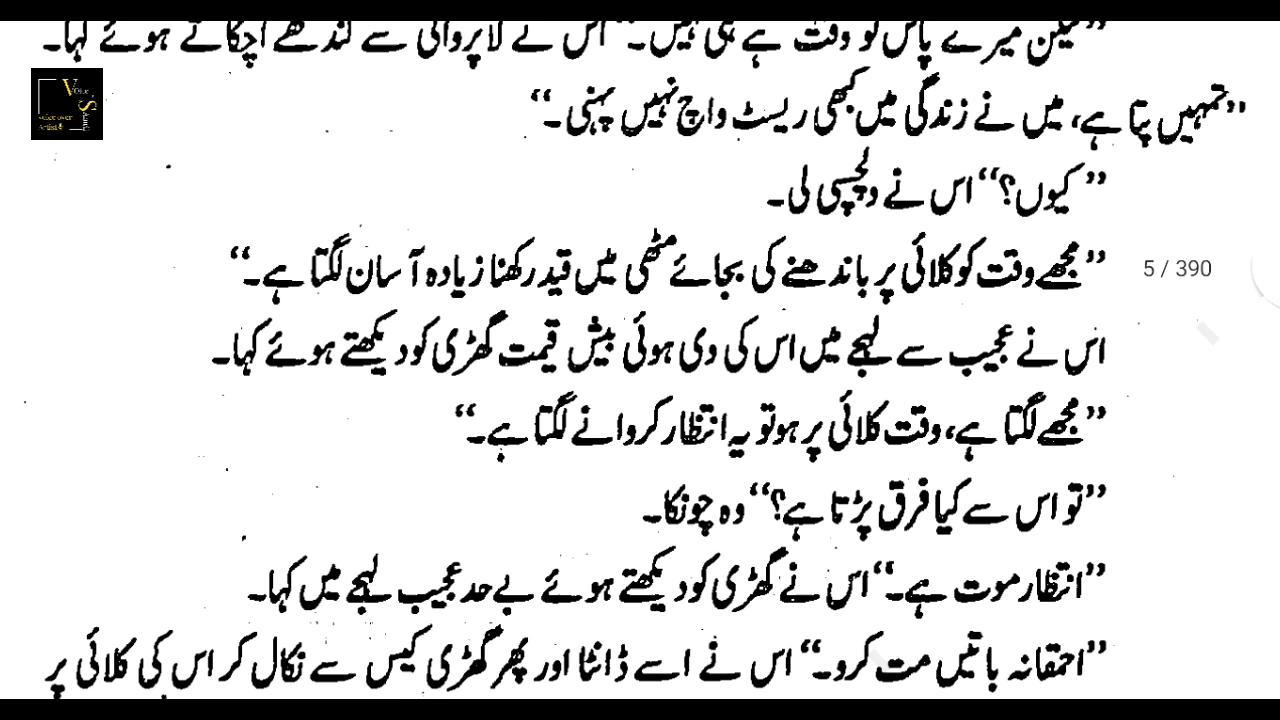 ”لیکن میرے پاس تو وقت ہے ہی نہیں۔“ اس نے لاپروائی سے کندھے اچکاتے ہوئے کہا۔
”تمہیں پتا ہے، میں نے زندگی میں کبھی ریسٹ واچ نہیں پہنی۔“
”کیوں؟“ اس نے دلچسپی لی۔
”مجھے وقت کو کلائی پر باندھنے کی بجائے مٹھی میں قید رکھنا زیادہ آسان لگتا ہے۔“
5 / 390
اس نے عجیب سے لہجے میں اس کی دی ہوئی بیش قیمت گھڑی کو دیکھتے ہوئے کہا۔
”مجھے لگتا ہے، وقت کلائی پر ہو تو یہ انتظار کروانے لگتا ہے۔“
”تو اس سے کیا فرق پڑتا ہے؟“ وہ چونکا۔
”انتظار موت ہے۔“ اس نے گھڑی کو دیکھتے ہوئے بے حد عجیب لہجے میں کہا۔
”احمقانہ باتیں مت کرو۔“ اس نے اسے ڈانٹا اور پھر گھڑی کیس سے نکال کر اس کی کلائی پر
voice over
Artist